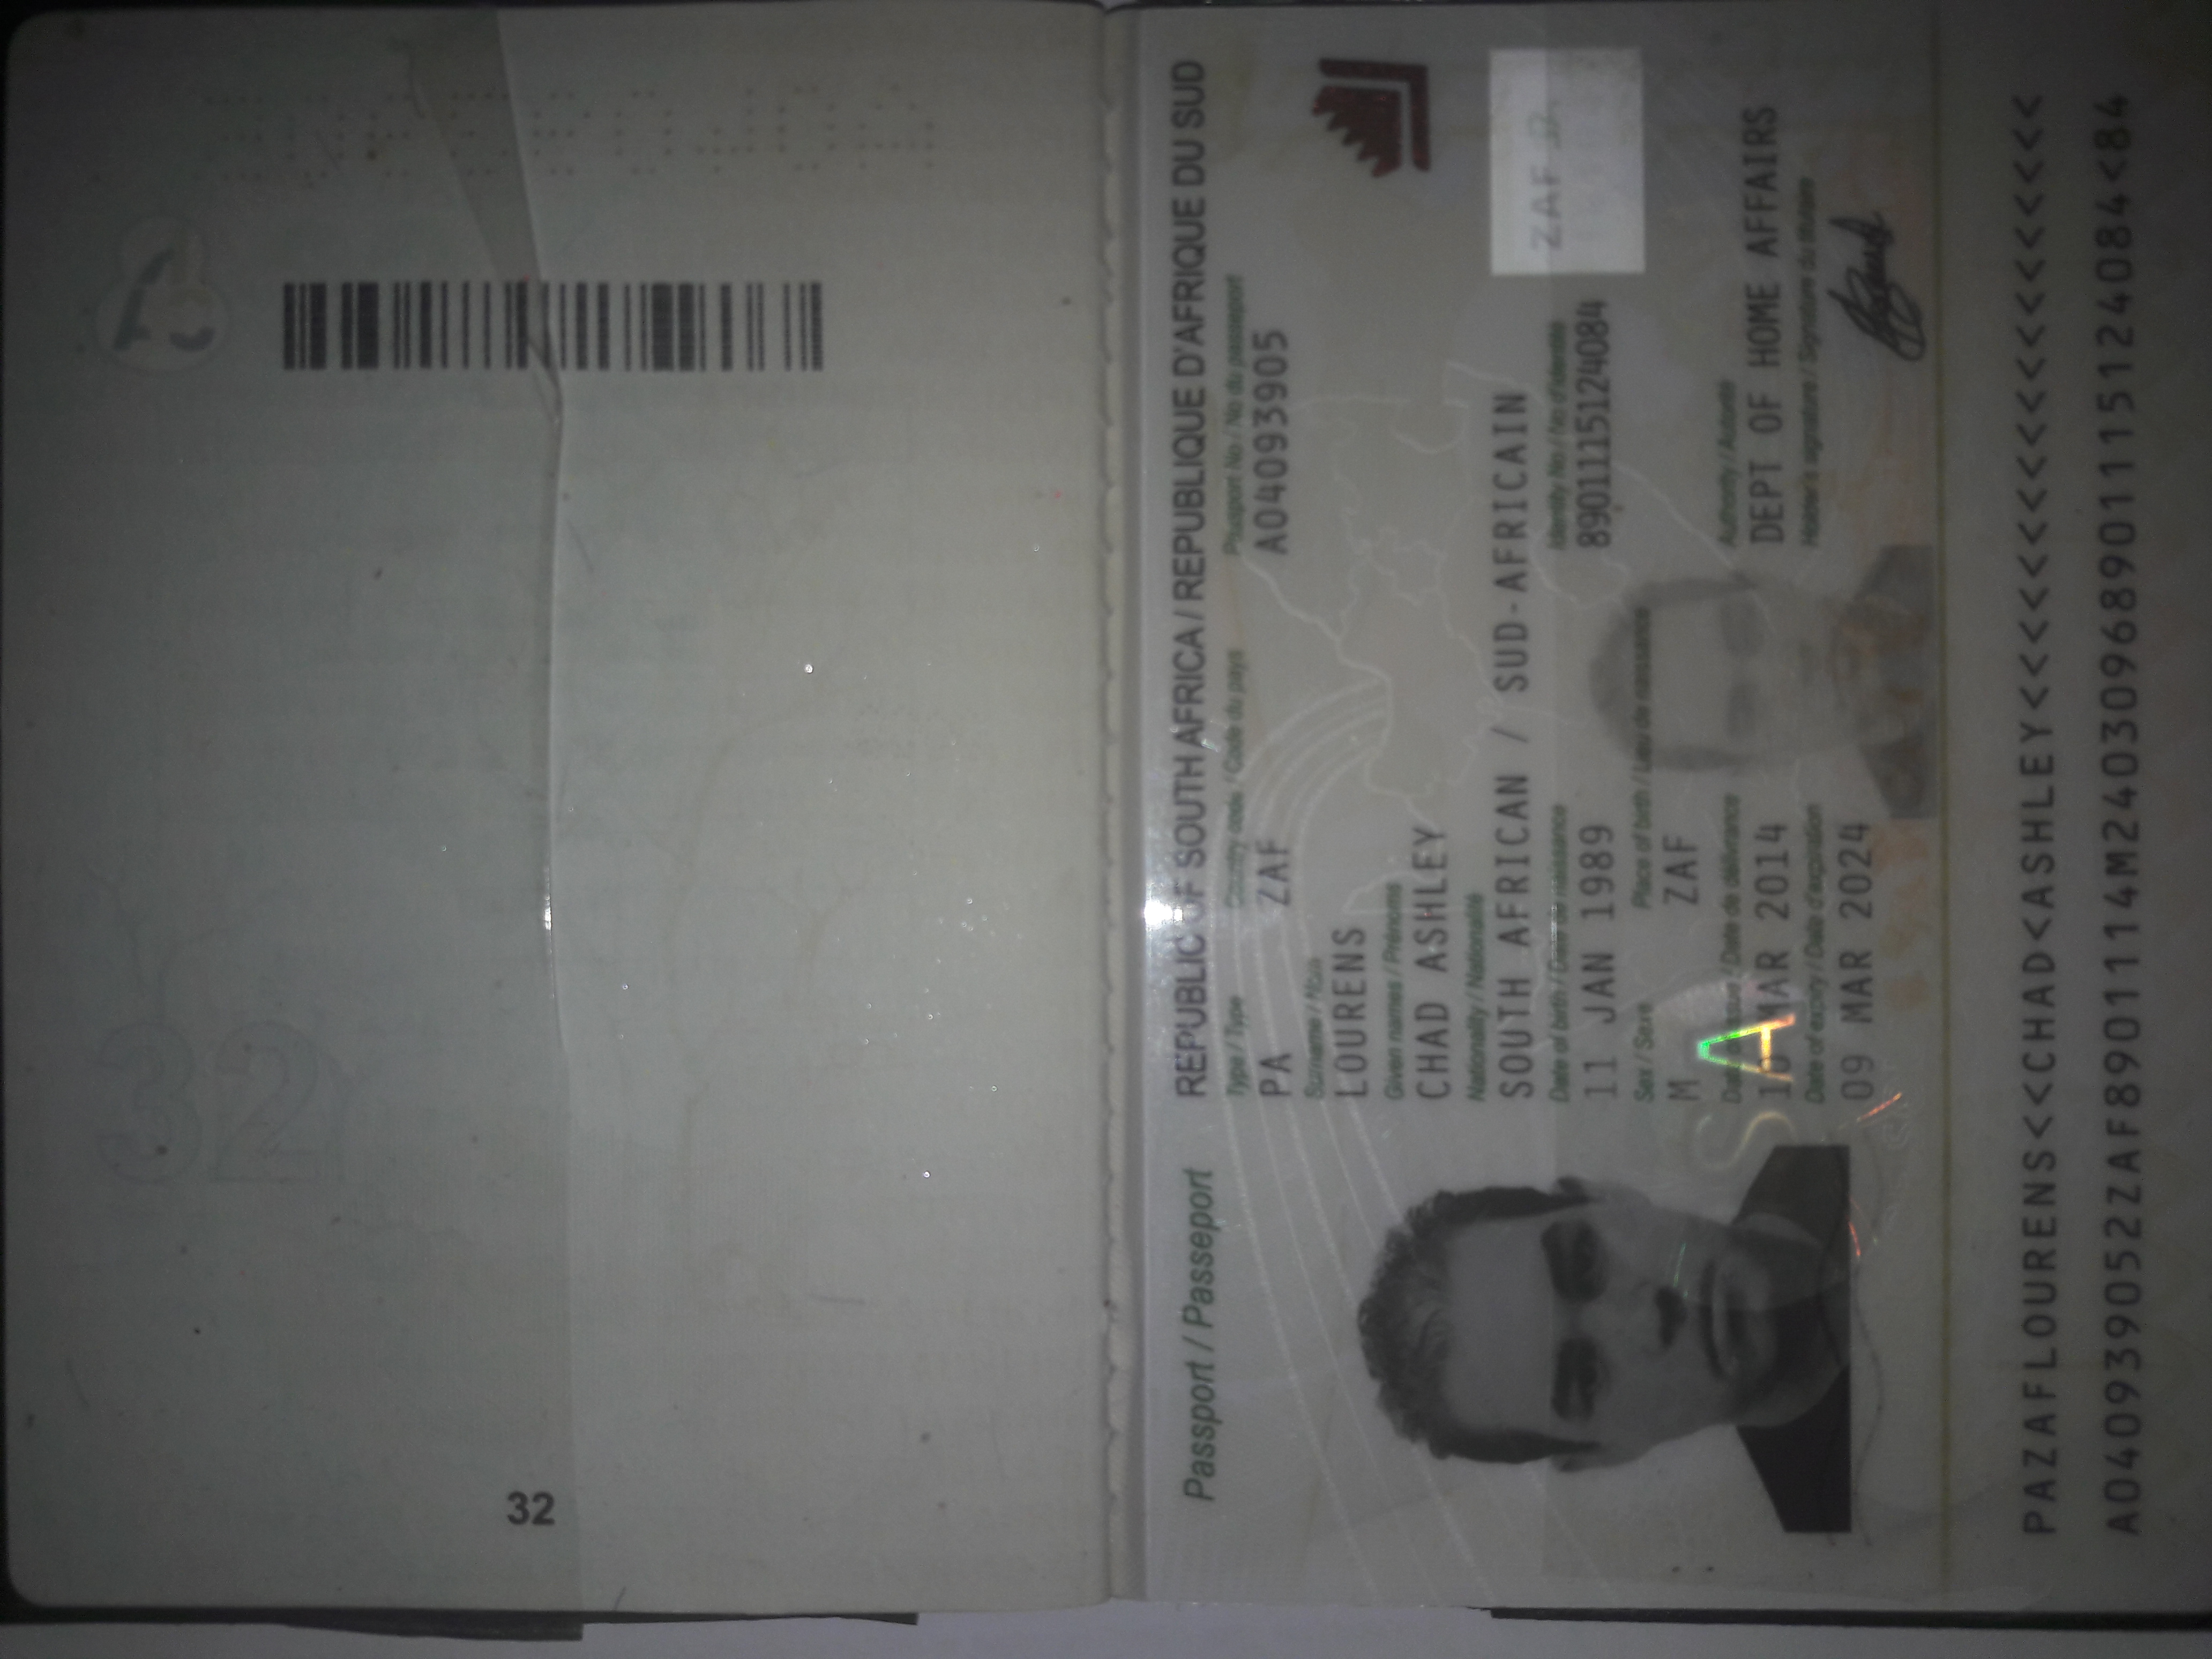 32
32
Passport / Passeport
REPUBLIC OF SOUTH AFRICA / REPUBLIQUE D'AFRIQUE DU SUD
Type / Type Country code / Code du pays Passport No / No du passeport
PA ZAF A04093905
Surname / Nom
LOURENS
Given names / Prénoms
CHAD ASHLEY
Nationality / Nationalité
SOUTH AFRICAN / SUD-AFRICAIN
Date of birth / Date de naissance Identity No / No d'identité
11 JAN 1989 8901115124084
ZAF
Sex / Sexe Place of birth / Lieu de naissance
M ZAF
SA
Date of issue / Date de délivrance Authority / Autorité
10 MAR 2014 DEPT OF HOME AFFAIRS
Date of expiry / Date d'expiration Holder's signature / Signature du titulaire
09 MAR 2024
PAZAFLOURENS<<CHAD<ASHLEY<<<<<<<<<<<<<<<<<<<
A040939052ZAF8901114M24030968901115124084<84